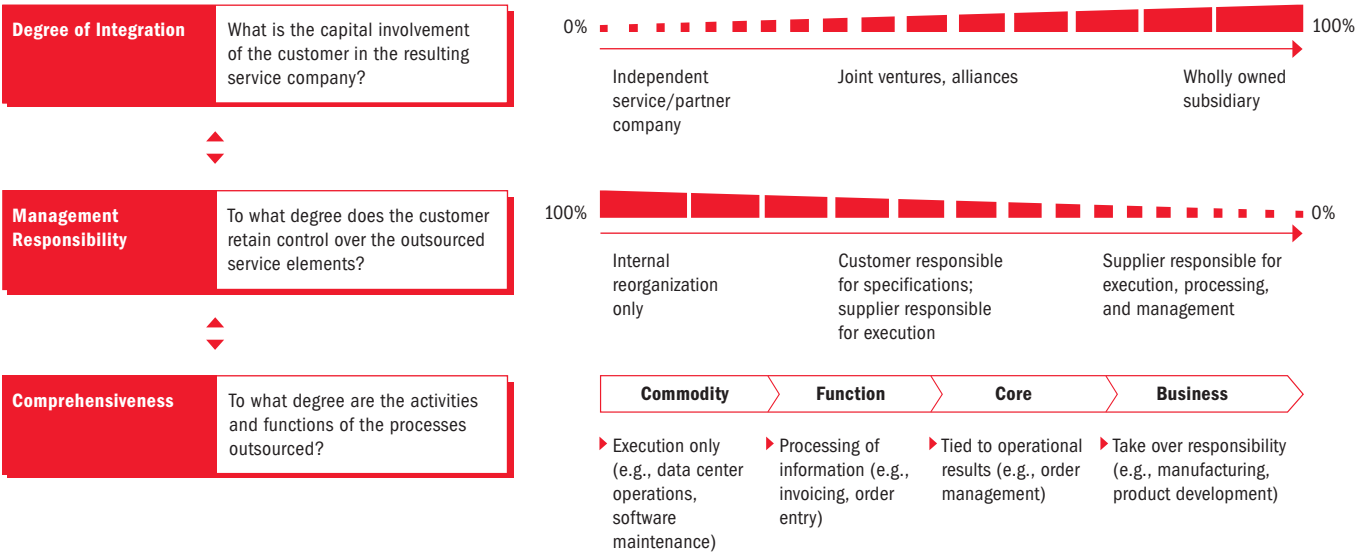 Degree of Integration
What is the capital involvement
of the customer in the resulting
service company?
0%
100%
Independent
service/partner
company
Joint ventures, alliances
Wholly owned
subsidiary
Management
Responsibility
To what degree does the customer
retain control over the outsourced
service elements?
100%
0%
Internal
reorganization
only
Customer responsible
for specifications;
supplier responsible
for execution
Supplier responsible for
execution, processing,
and management
Comprehensiveness
To what degree are the activities
and functions of the processes
outsourced?
Commodity
Function
Core
Business
Execution only
(e.g., data center
operations,
software
maintenance)
Processing of
information (e.g.,
invoicing, order
entry)
Tied to operational
results (e.g., order
management)
Take over responsibility
(e.g., manufacturing,
product development)